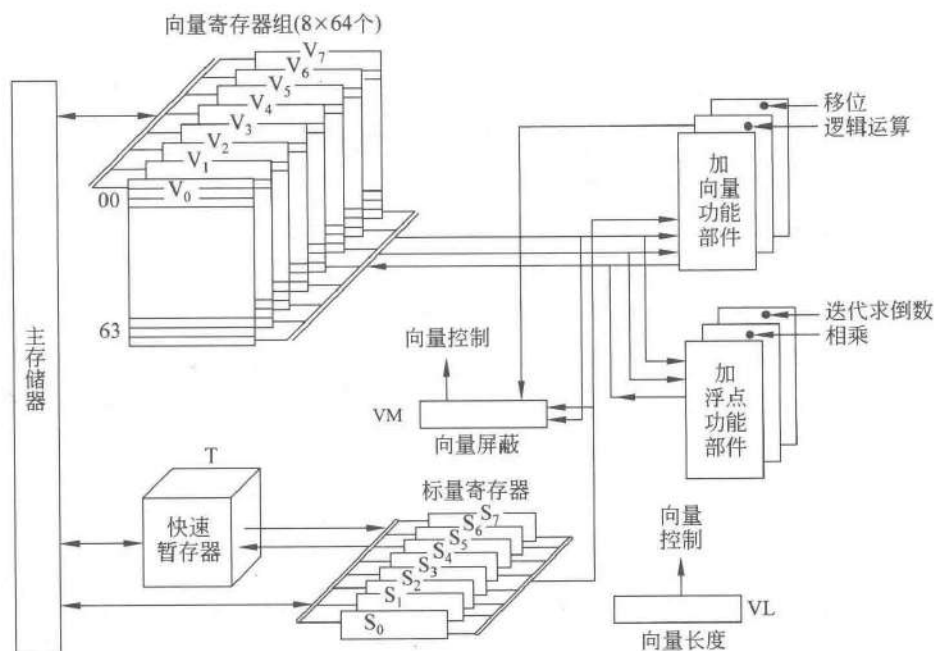 向量寄存器组(8×64个)
V₇
V₆
V₅
V₄
V₃
V₂
V₁
V₀
00
63
主存储器
移位
逻辑运算
加
向量
功能
部件
迭代求倒数
相乘
加
浮点
功能
部件
向量控制
VM
向量屏蔽
T
快速
暂存器
标量寄存器
S₇
S₆
S₅
S₄
S₃
S₂
S₁
S₀
向量
控制
VL
向量长度